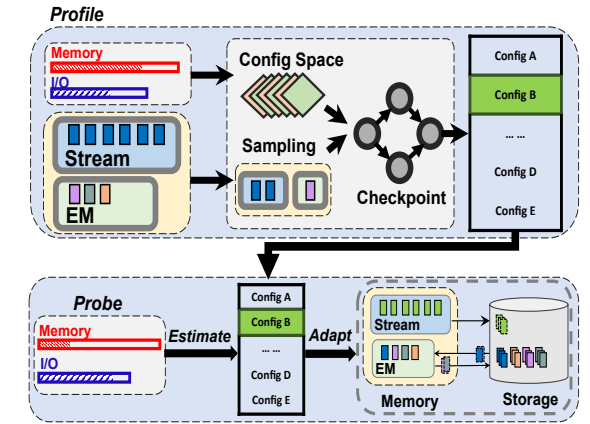 Profile
Memory
I/O
Stream
EM
Config Space
Sampling
Checkpoint
Config A
Config B
... ...
Config D
Config E
Probe
Memory
I/O
Estimate
Config A
Config B
... ...
Config D
Config E
Adapt
Stream
EM
Memory
Storage